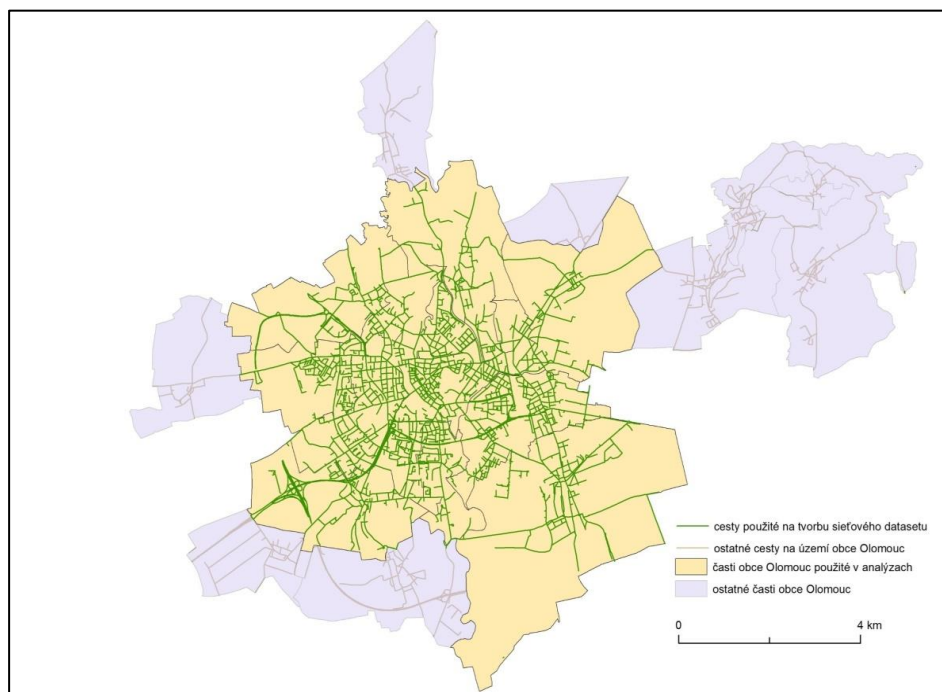 cesty použité na tvorbu sieťového datasetu
ostatné cesty na území obce Olomouc
časti obce Olomouc použité v analýzach
ostatné časti obce Olomouc
0 4 km